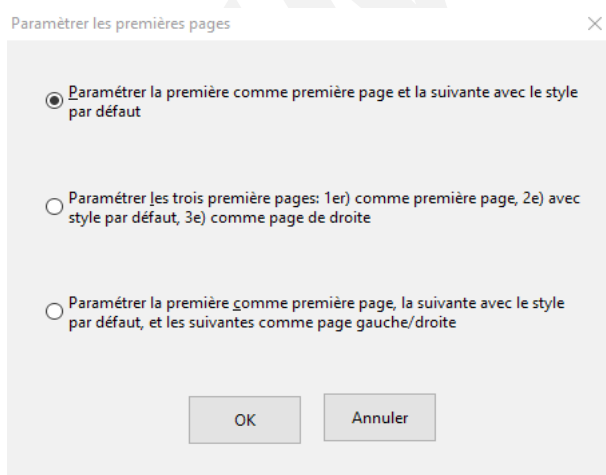 Paramètrer les premières pages
Paramétrer la première comme première page et la suivante avec le style
par défaut
Paramétrer les trois première pages: 1er) comme première page, 2e) avec
style par défaut, 3e) comme page de droite
Paramétrer la première comme première page, la suivante avec le style
par défaut, et les suivantes comme page gauche/droite
OK
Annuler